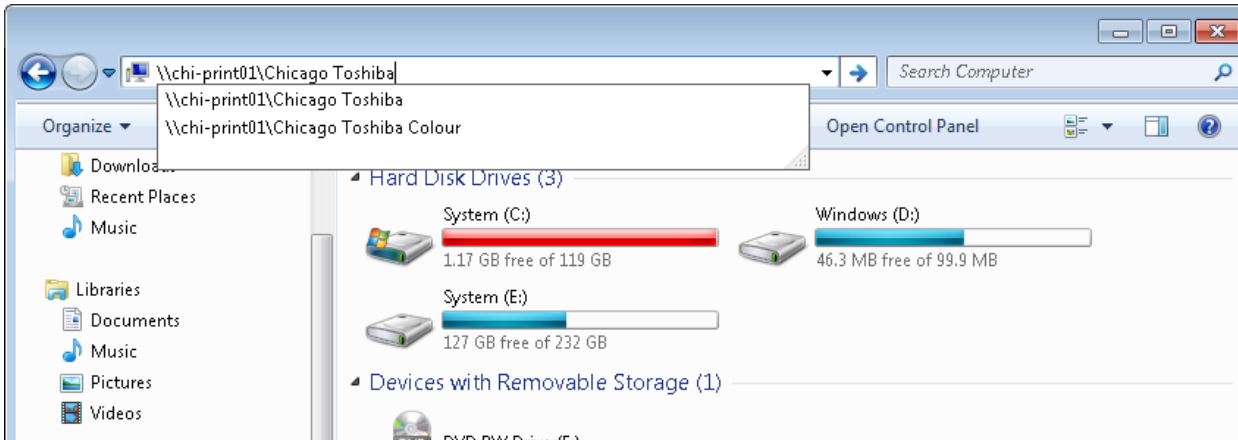 \\chi-print01\Chicago Toshiba
Search Computer
\\chi-print01\Chicago Toshiba
\\chi-print01\Chicago Toshiba Colour
Organize
Open Control Panel
Recent Places
Music
Libraries
Documents
Music
Pictures
Videos
Hard Disk Drives (3)
System (C:)
1.17 GB free of 119 GB
Windows (D:)
46.3 MB free of 99.9 MB
System (E:)
127 GB free of 232 GB
Devices with Removable Storage (1)